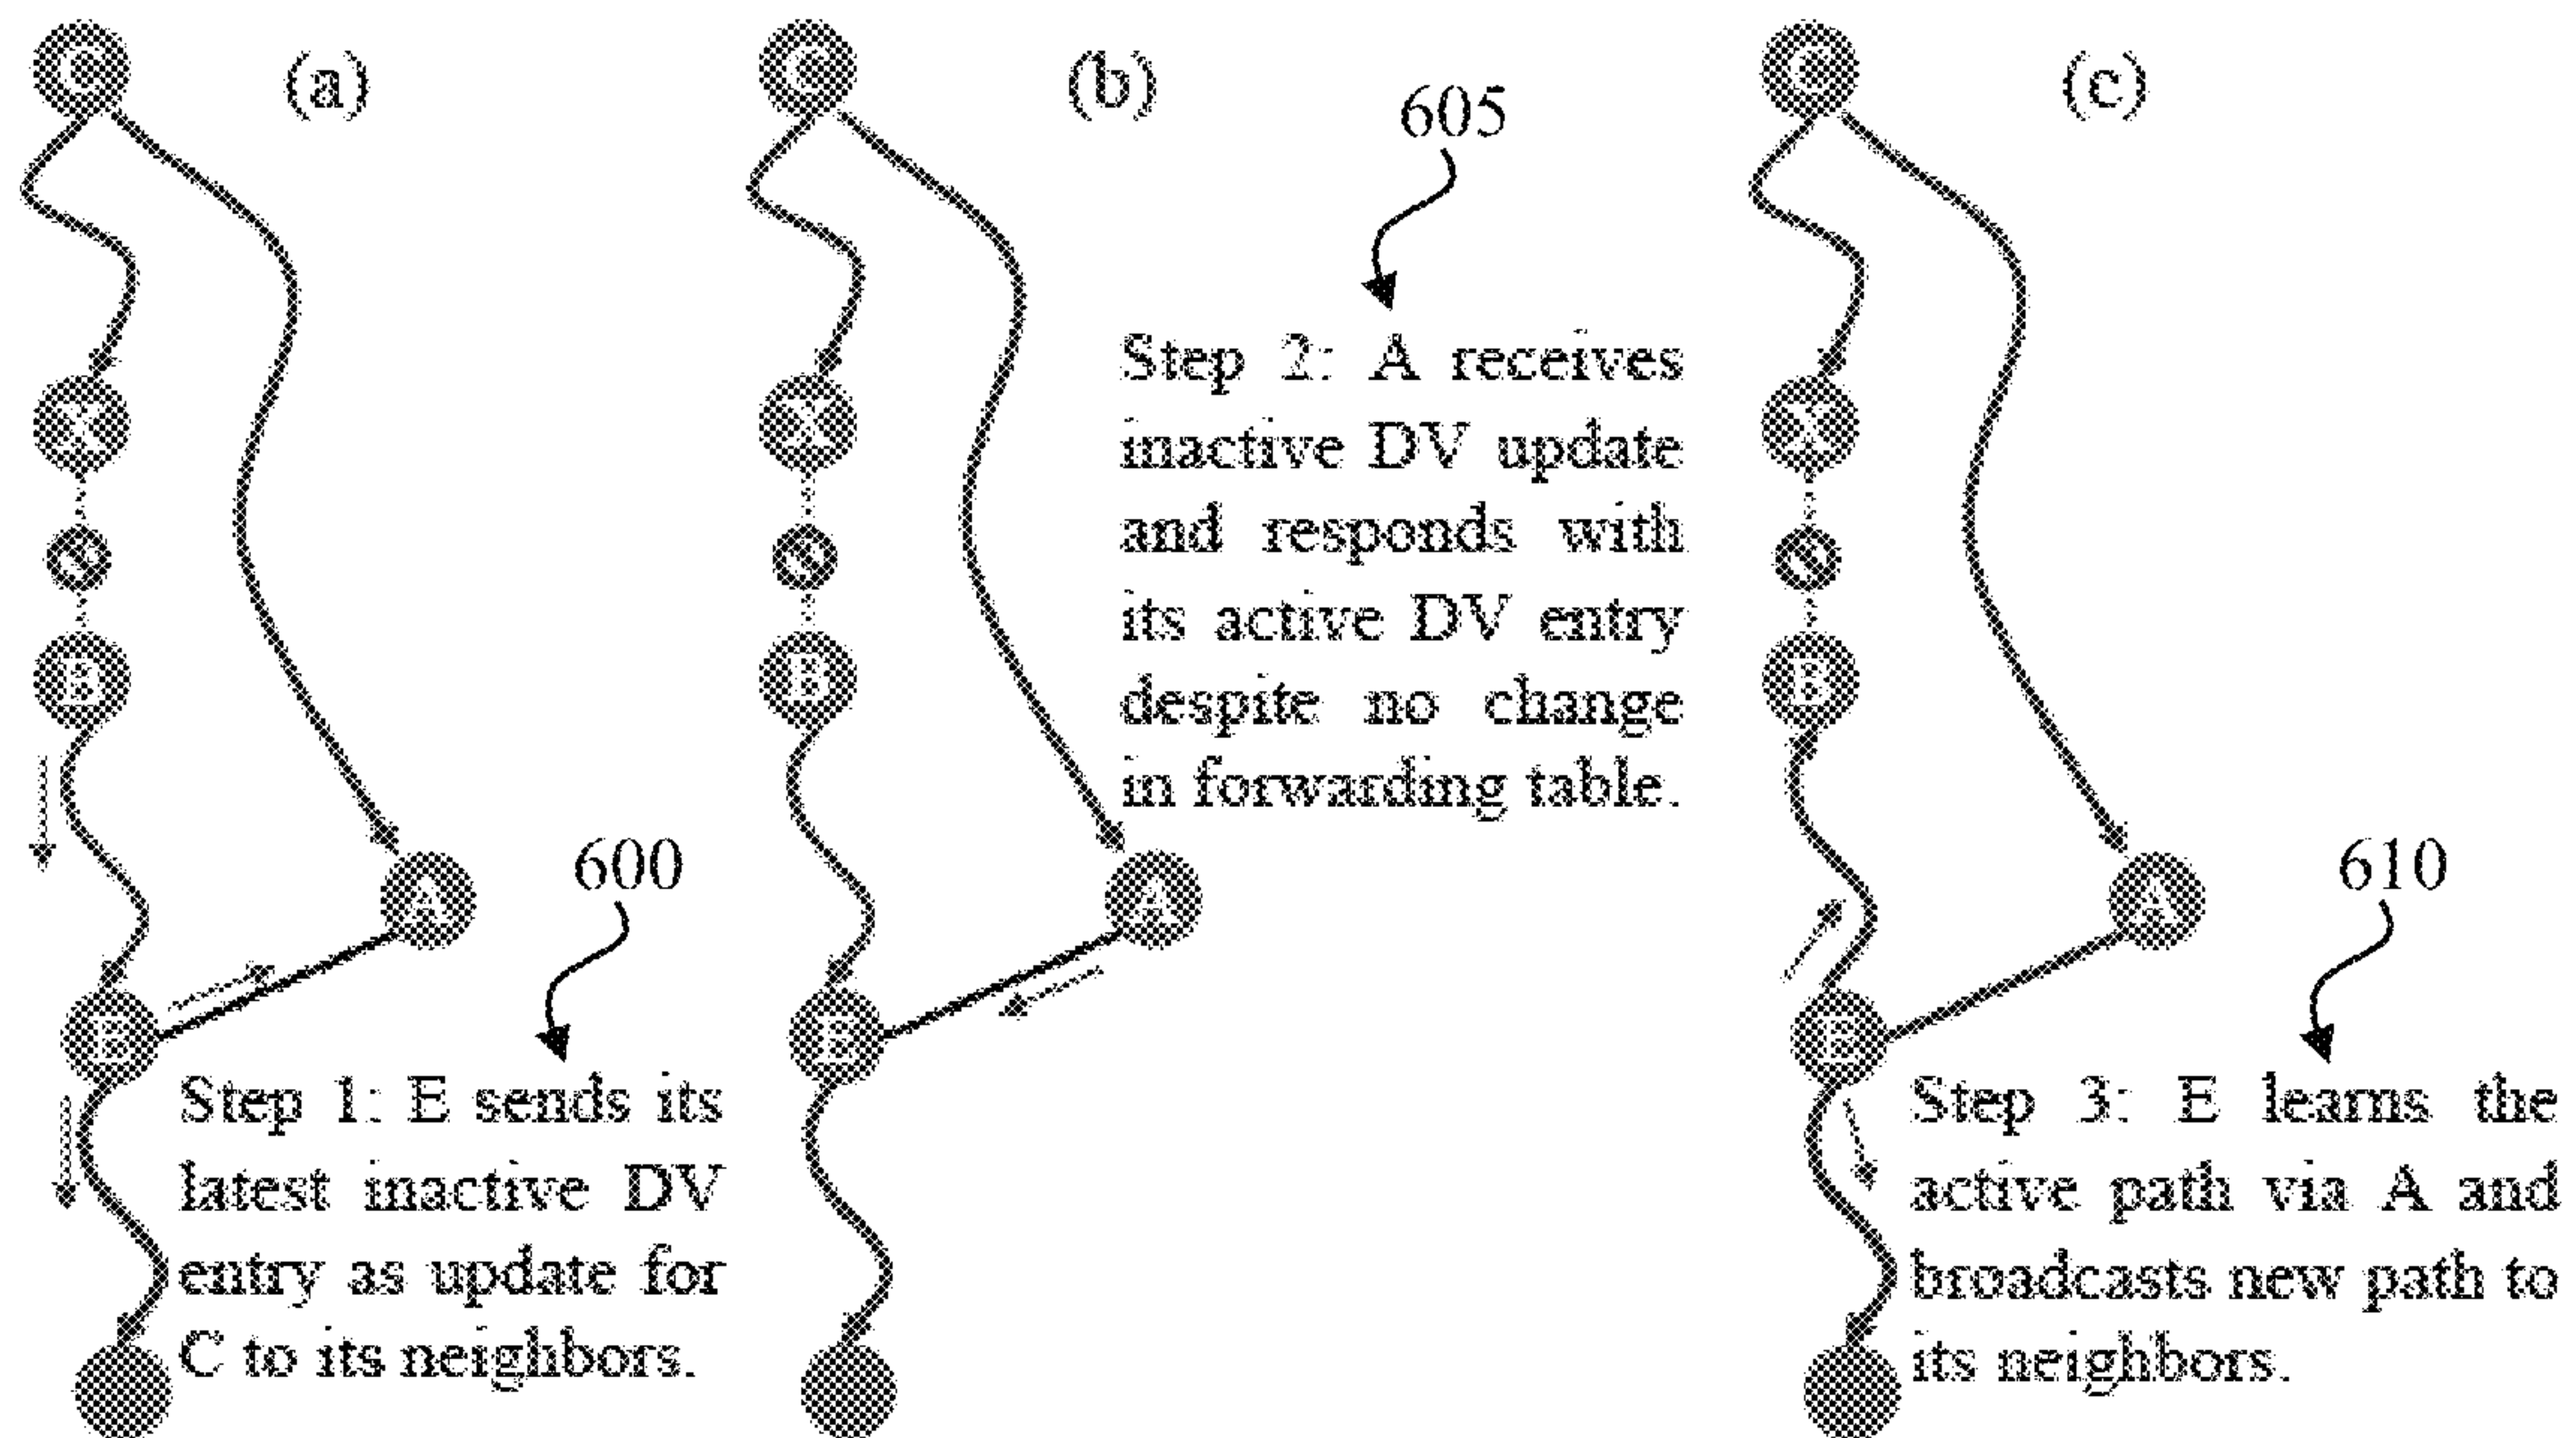 C
(a)
X
B
A
600
E
Step 1: E sends its
latest inactive DV
entry as update for
C to its neighbors.
C
(b)
605
Step 2: A receives
inactive DV update
and responds with
its active DV entry
despite no change
in forwarding table.
X
B
A
E
C
(c)
X
B
A
610
E
Step 3: E learns the
active path via A and
broadcasts new path to
its neighbors.